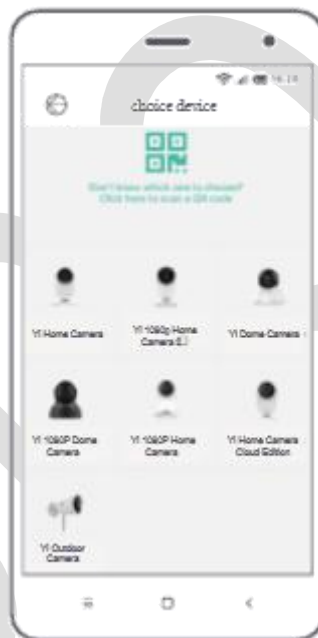 choice device
Don't know which one to choose?
Click here to scan a QR code
YI Home Camera
YI 1080p Home
Camera
YI Dome Camera
YI 1080P Dome
Camera
YI 1080P Home
Camera
YI Home Camera
Cloud Edition
YI Outdoor
Camera